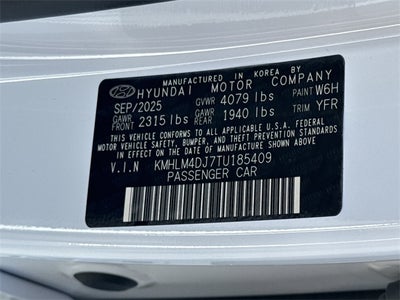 MANUFACTURED IN KOREA BY
HYUNDAI MOTOR COMPANY
SEP/2025 GVWR 4079 lbs PAINT W6H
GAWR FRONT 2315 lbs GAWR REAR 1940 lbs TRIM YFR
THIS VEHICLE CONFORMS TO ALL APPLICABLE U.S.A. FEDERAL
MOTOR VEHICLE SAFETY, BUMPER, AND THEFT PREVENTION
STANDARDS IN EFFECT ON THE DATE OF MANUFACTURE SHOWN ABOVE.
V.I.N KMHLM4DJ7TU185409
PASSENGER CAR